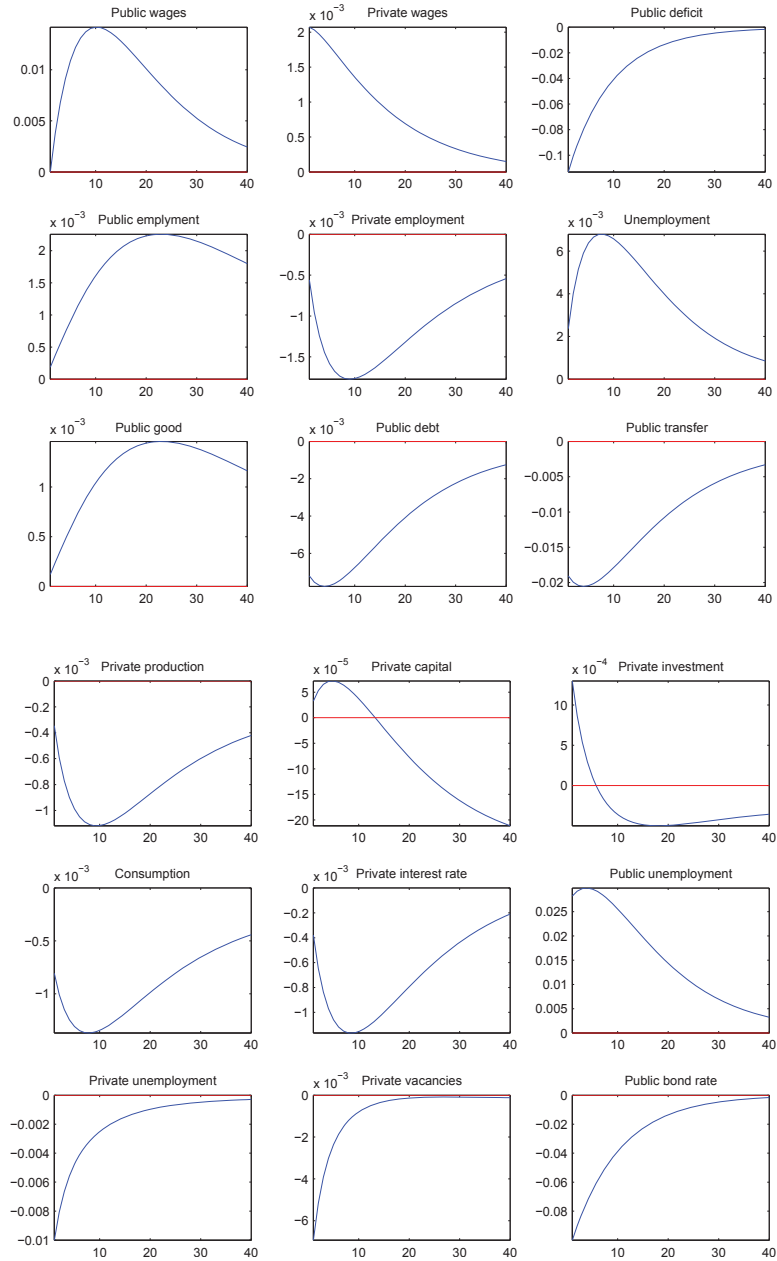 Public wages
0.01
0.005
0
10 20 30 40
x 10⁻³ Private wages
2
1.5
1
0.5
0
10 20 30 40
Public deficit
0
−0.02
−0.04
−0.06
−0.08
−0.1
10 20 30 40
Public emplyment
x 10⁻³
2
1.5
1
0.5
0
10 20 30 40
x 10⁻³ Private employment
0
−0.5
−1
−1.5
10 20 30 40
x 10⁻³ Unemployment
6
4
2
0
10 20 30 40
x 10⁻³ Public good
1
0.5
0
10 20 30 40
x 10⁻³ Public debt
0
−2
−4
−6
10 20 30 40
Public transfer
0
−0.005
−0.01
−0.015
−0.02
10 20 30 40
x 10⁻³ Private production
0
−0.2
−0.4
−0.6
−0.8
−1
10 20 30 40
x 10⁻⁵ Private capital
5
0
−5
−10
−15
−20
10 20 30 40
x 10⁻⁴ Private investment
10
5
0
10 20 30 40
Consumption
x 10⁻³
0
−0.5
−1
10 20 30 40
x 10⁻³ Private interest rate
0
−0.2
−0.4
−0.6
−0.8
−1
10 20 30 40
Public unemployment
0.025
0.02
0.015
0.01
0.005
0
10 20 30 40
Private unemployment
0
−0.002
−0.004
−0.006
−0.008
−0.01
10 20 30 40
x 10⁻³ Private vacancies
0
−2
−4
−6
10 20 30 40
Public bond rate
0
−0.02
−0.04
−0.06
−0.08
10 20 30 40